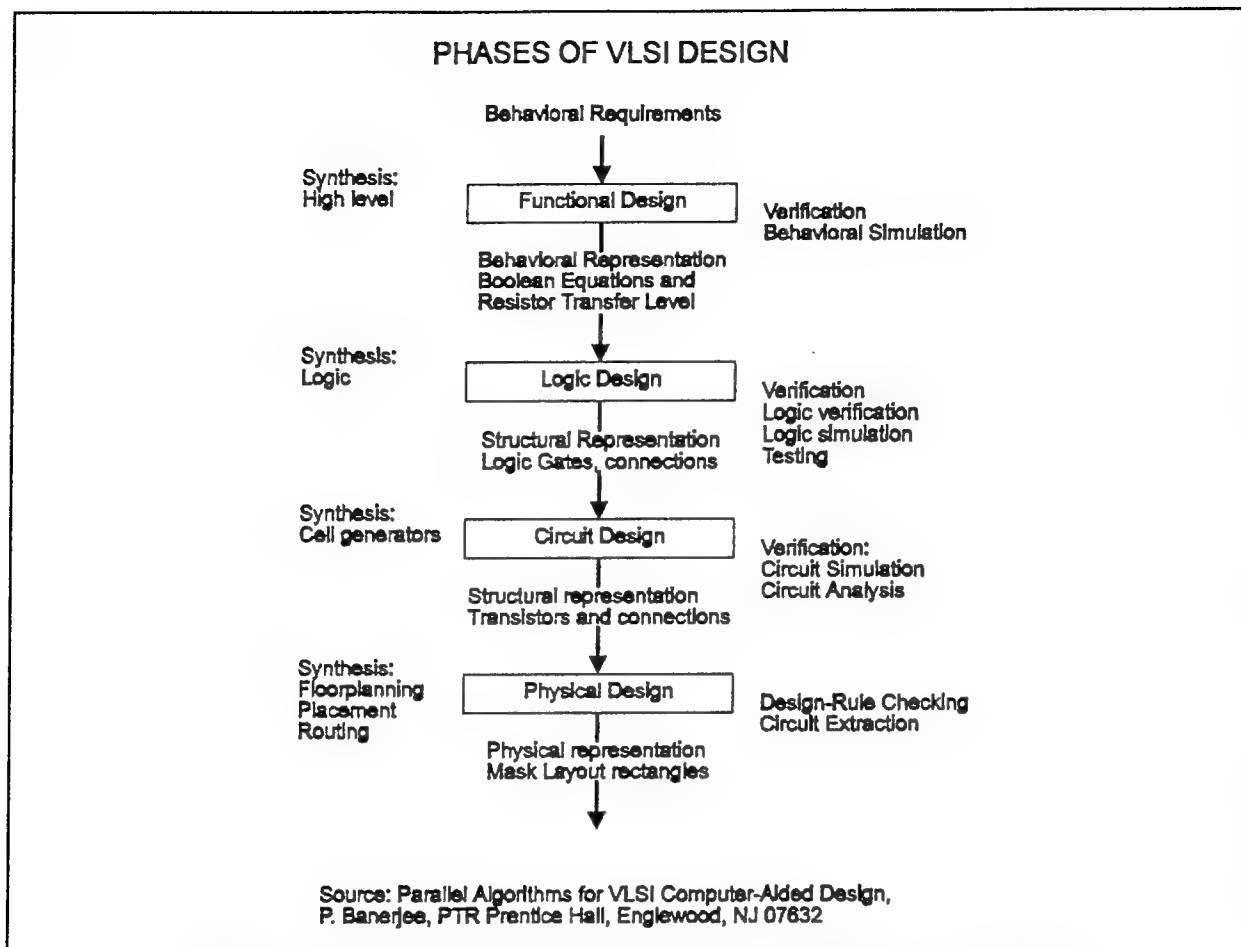 PHASES OF VLSI DESIGN
Behavioral Requirements
Synthesis:
High level
Functional Design
Verification
Behavioral Simulation
Behavioral Representation
Boolean Equations and
Resistor Transfer Level
Synthesis:
Logic
Logic Design
Verification
Logic verification
Logic simulation
Testing
Structural Representation
Logic Gates, connections
Synthesis:
Cell generators
Circuit Design
Verification:
Circuit Simulation
Circuit Analysis
Structural representation
Transistors and connections
Synthesis:
Floorplanning
Placement
Routing
Physical Design
Design-Rule Checking
Circuit Extraction
Physical representation
Mask Layout rectangles
Source: Parallel Algorithms for VLSI Computer-Aided Design,
P. Banerjee, PTR Prentice Hall, Englewood, NJ 07632